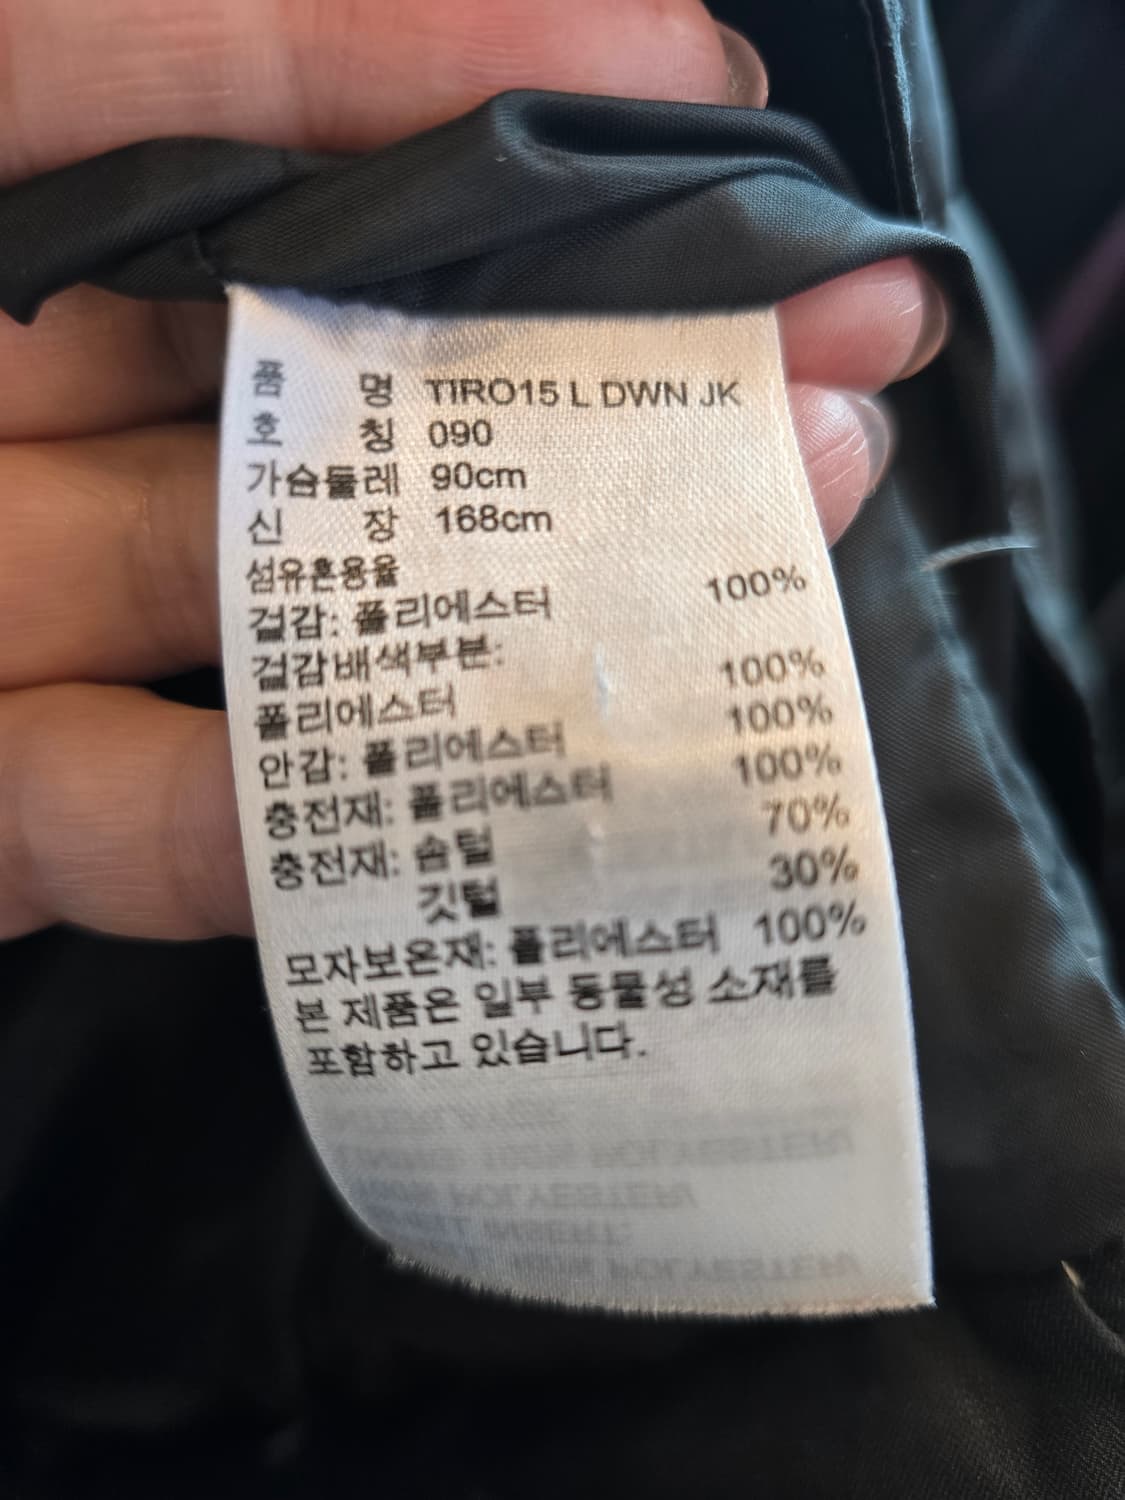 품 명 TIRO15 L DWN JK
호 칭 090
가슴둘레 90cm
신 장 168cm
섬유혼용율
겉감: 폴리에스터 100%
겉감배색부분:
폴리에스터 100%
안감: 폴리에스터 100%
충전재: 폴리에스터 100%
충전재: 솜털 70%
깃털 30%
모자보온재: 폴리에스터 100%
본 제품은 일부 동물성 소재를
포함하고 있습니다.